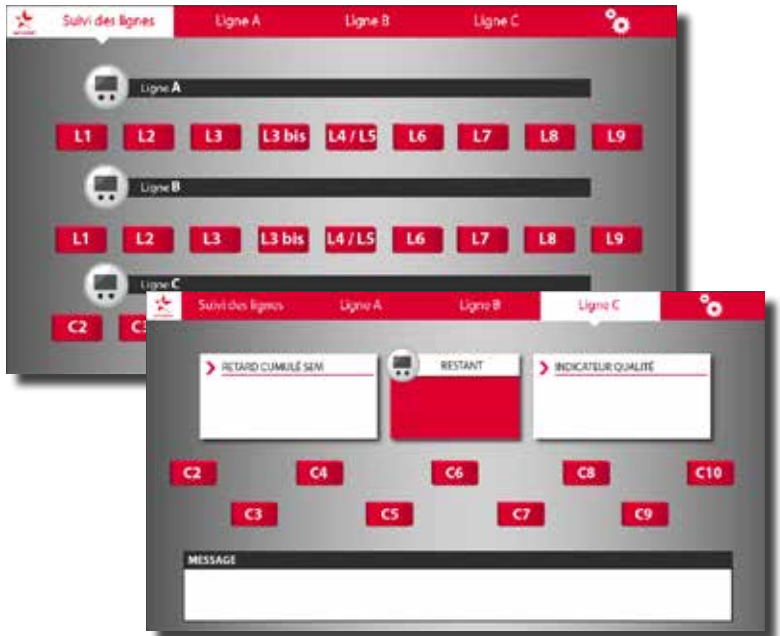 Suivi des lignes Ligne A Ligne B Ligne C
Ligne A
L1 L2 L3 L3 bis L4 / L5 L6 L7 L8 L9
Ligne B
L1 L2 L3 L3 bis L4 / L5 L6 L7 L8 L9
Ligne C
C2
Suivi des lignes Ligne A Ligne B Ligne C
RETARD CUMULÉ SEM
RESTANT
INDICATEUR QUALITÉ
C2 C4 C6 C8 C10
C3 C5 C7 C9
MESSAGE